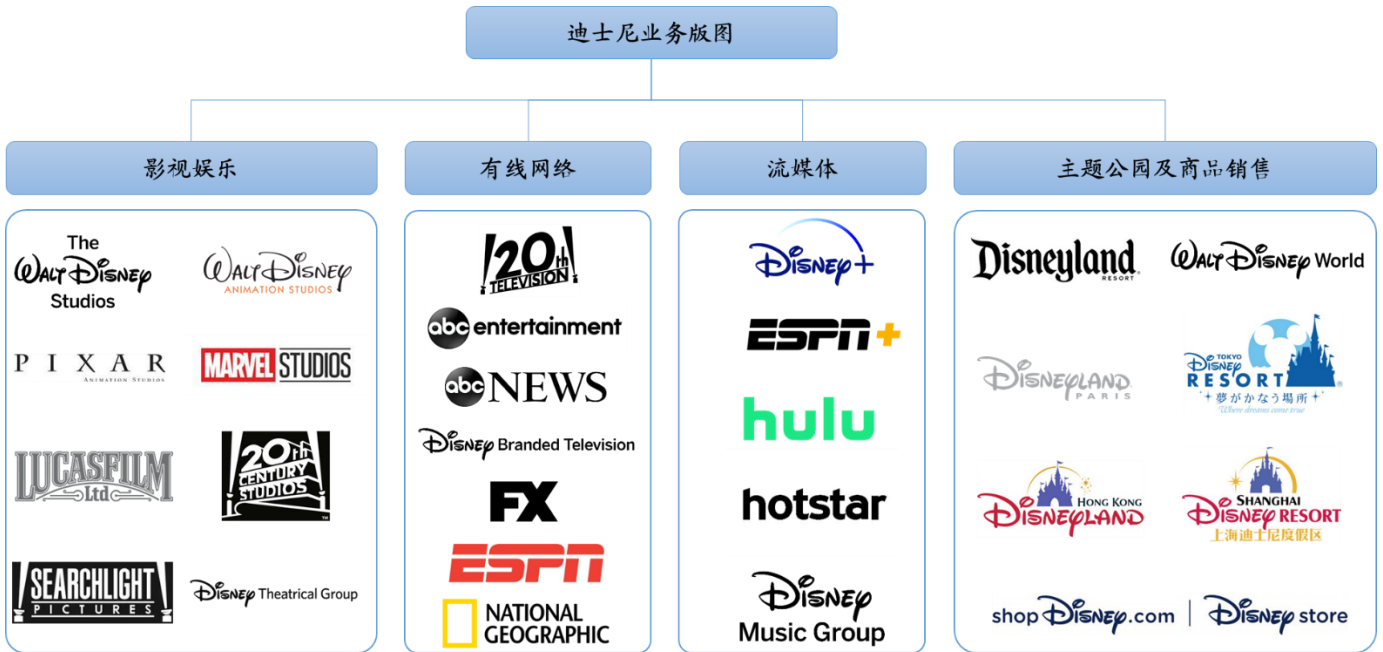 迪士尼业务版图
影视娱乐
有线网络
流媒体
主题公园及商品销售
The
WALT DISNEY
Studios
WALT DISNEY
ANIMATION STUDIOS
PIXAR
ANIMATION STUDIOS
MARVEL STUDIOS
LUCASFILM
Ltd
20th
CENTURY
STUDIOS
TM
SEARCHLIGHT
PICTURES
Disney Theatrical Group
20th
TELEVISION
abc entertainment
abc NEWS
Disney Branded Television
FX
ESPN
NATIONAL
GEOGRAPHIC
Disney+
ESPN+
hulu
hotstar
Disney
Music Group
Disneyland
RESORT
WALT DISNEY World
DISNEYLAND
PARIS
TOKYO
Disney
RESORT
夢がかなう場所
Where dreams come true
HONG KONG
DISNEYLAND
SHANGHAI
DISNEY RESORT
上海迪士尼度假区
shop Disney.com | Disney store